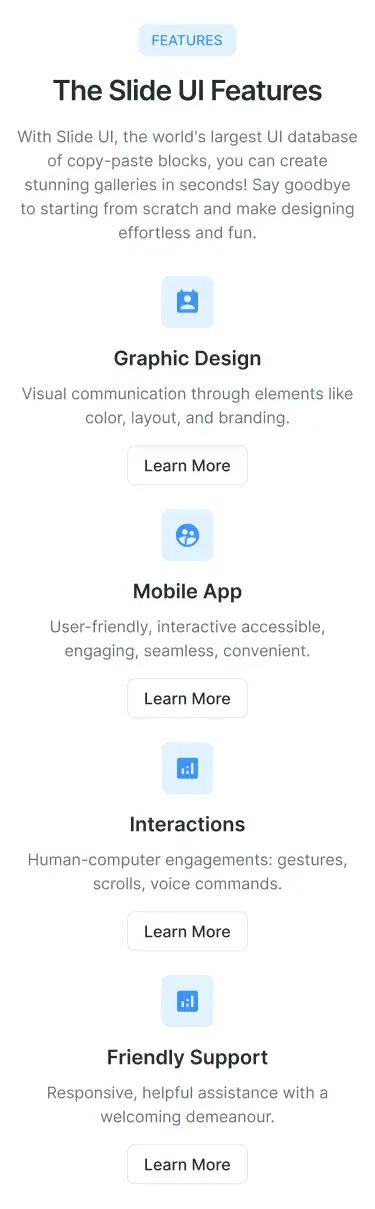 FEATURES
The Slide UI Features
With Slide UI, the world's largest UI database
of copy-paste blocks, you can create
stunning galleries in seconds! Say goodbye
to starting from scratch and make designing
effortless and fun.
Graphic Design
Visual communication through elements like
color, layout, and branding.
Learn More
Mobile App
User-friendly, interactive accessible,
engaging, seamless, convenient.
Learn More
Interactions
Human-computer engagements: gestures,
scrolls, voice commands.
Learn More
Friendly Support
Responsive, helpful assistance with a
welcoming demeanour.
Learn More